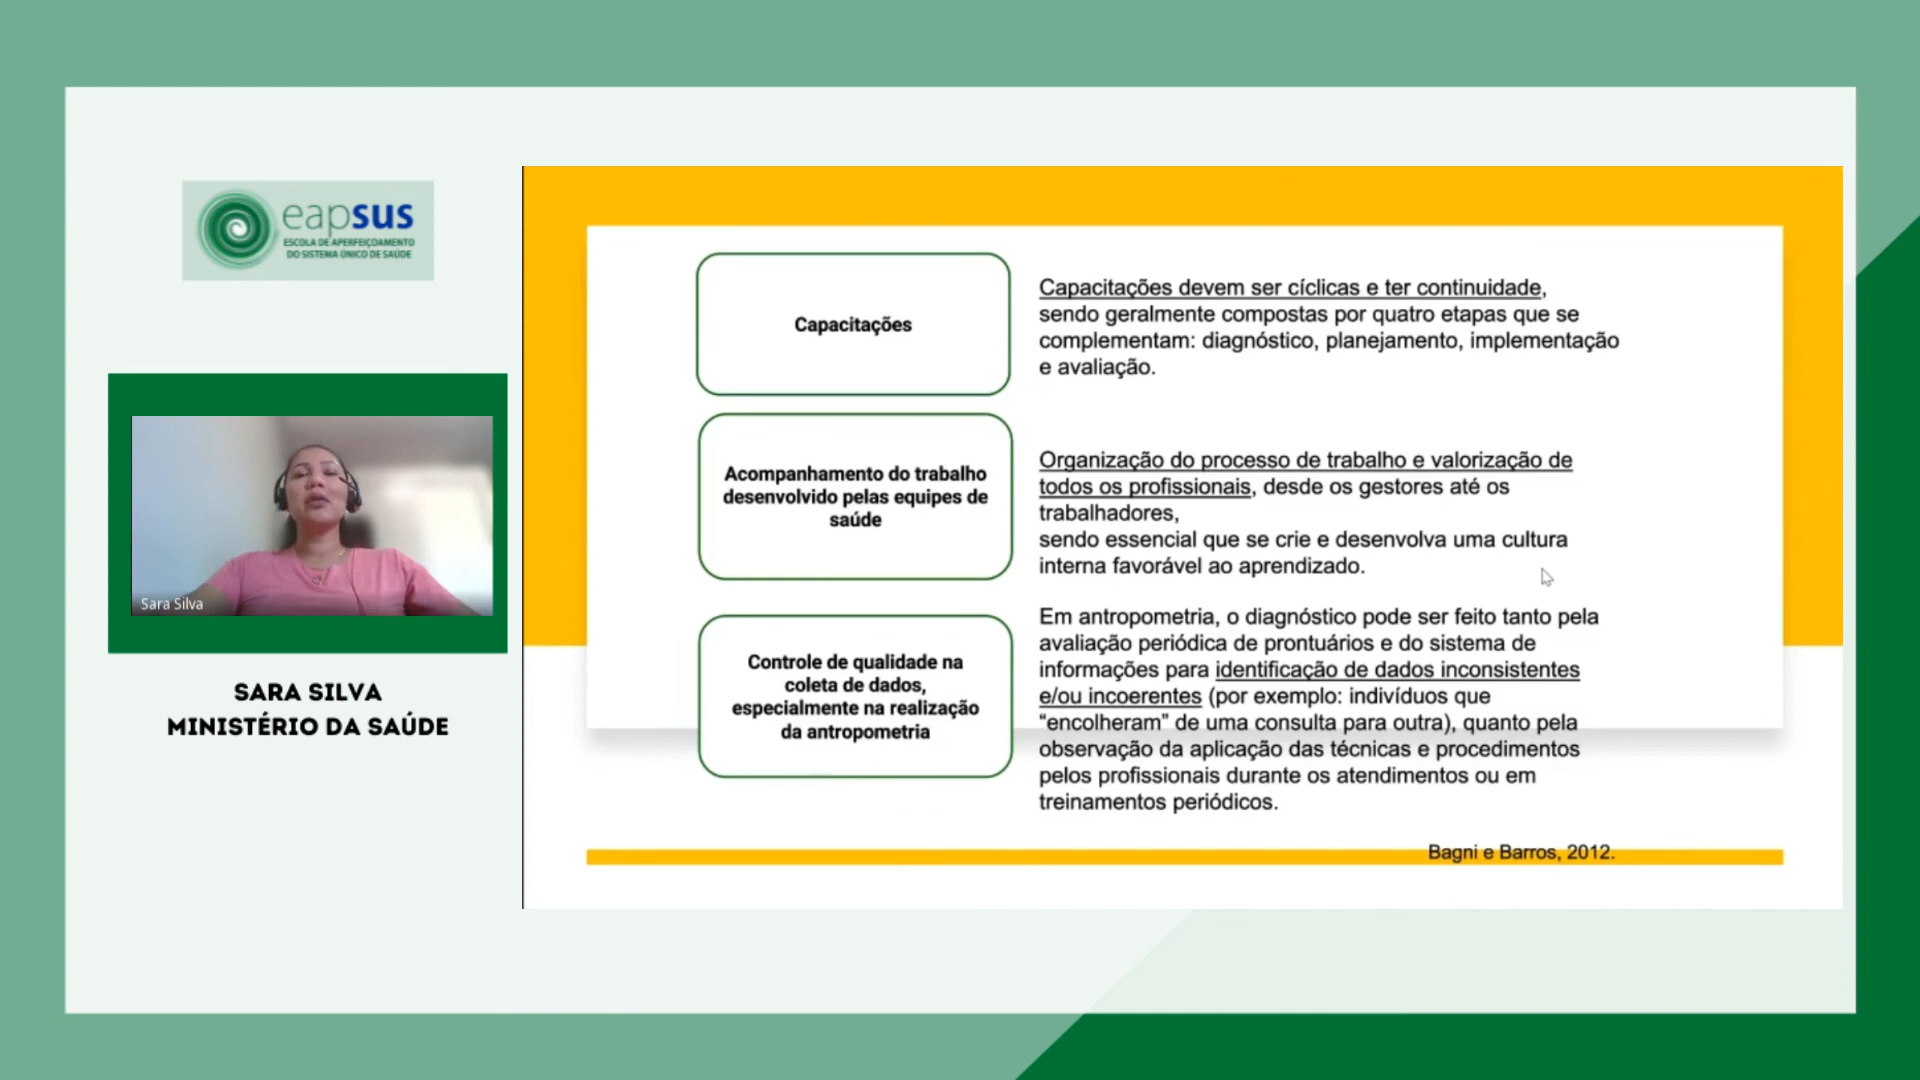 eapsus
ESCOLA DE APERFEIÇOAMENTO
DO SISTEMA ÚNICO DE SAÚDE
Sara Silva
SARA SILVA
MINISTÉRIO DA SAÚDE
Capacitações
Capacitações devem ser cíclicas e ter continuidade,
sendo geralmente compostas por quatro etapas que se
complementam: diagnóstico, planejamento, implementação
e avaliação.
Acompanhamento do trabalho
desenvolvido pelas equipes de
saúde
Organização do processo de trabalho e valorização de
todos os profissionais, desde os gestores até os
trabalhadores,
sendo essencial que se crie e desenvolva uma cultura
interna favorável ao aprendizado.
Controle de qualidade na
coleta de dados,
especialmente na realização
da antropometria
Em antropometria, o diagnóstico pode ser feito tanto pela
avaliação periódica de prontuários e do sistema de
informações para identificação de dados inconsistentes
e/ou incoerentes (por exemplo: indivíduos que
“encolheram” de uma consulta para outra), quanto pela
observação da aplicação das técnicas e procedimentos
pelos profissionais durante os atendimentos ou em
treinamentos periódicos.
Bagni e Barros, 2012.